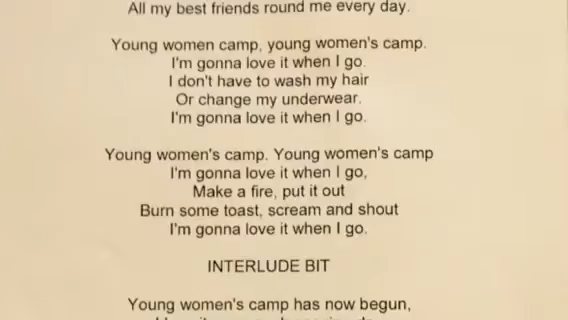 All my best friends round me every day.
Young women camp, young women's camp.
I'm gonna love it when I go.
I don't have to wash my hair
Or change my underwear.
I'm gonna love it when I go.
Young women's camp. Young women's camp
I'm gonna love it when I go,
Make a fire, put it out
Burn some toast, scream and shout
I'm gonna love it when I go.
INTERLUDE BIT
Young women's camp has now begun,